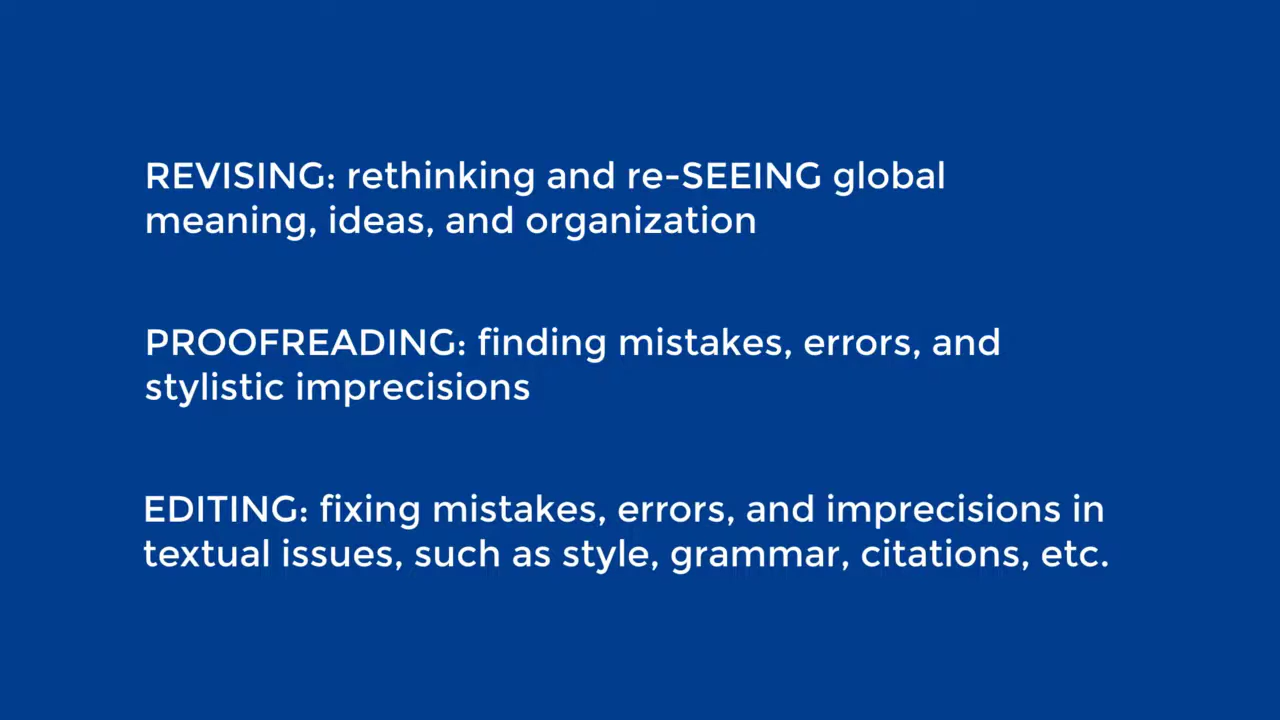 REVISING: rethinking and re-SEEING global
meaning, ideas, and organization
PROOFREADING: finding mistakes, errors, and
stylistic imprecisions
EDITING: fixing mistakes, errors, and imprecisions in
textual issues, such as style, grammar, citations, etc.